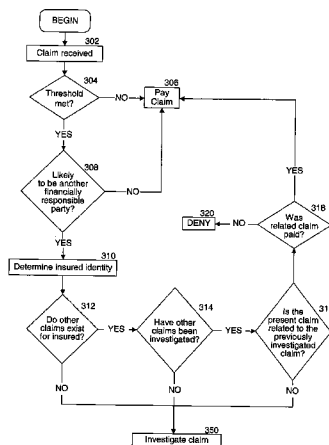 BEGIN
302
Claim received
304
Threshold
met?
NO
306
Pay
Claim
YES
308
Likely
to be another
financially
responsible
party?
NO
YES
310
Determine insured identity
312
Do other
claims exist
for insured?
YES
314
Have other
claims been
investigated?
YES
Is the
present claim
related to the
previously
investigated
claim?
YES
318
Was
related claim
paid?
NO
320
DENY
NO
NO
NO
350
Investigate claim